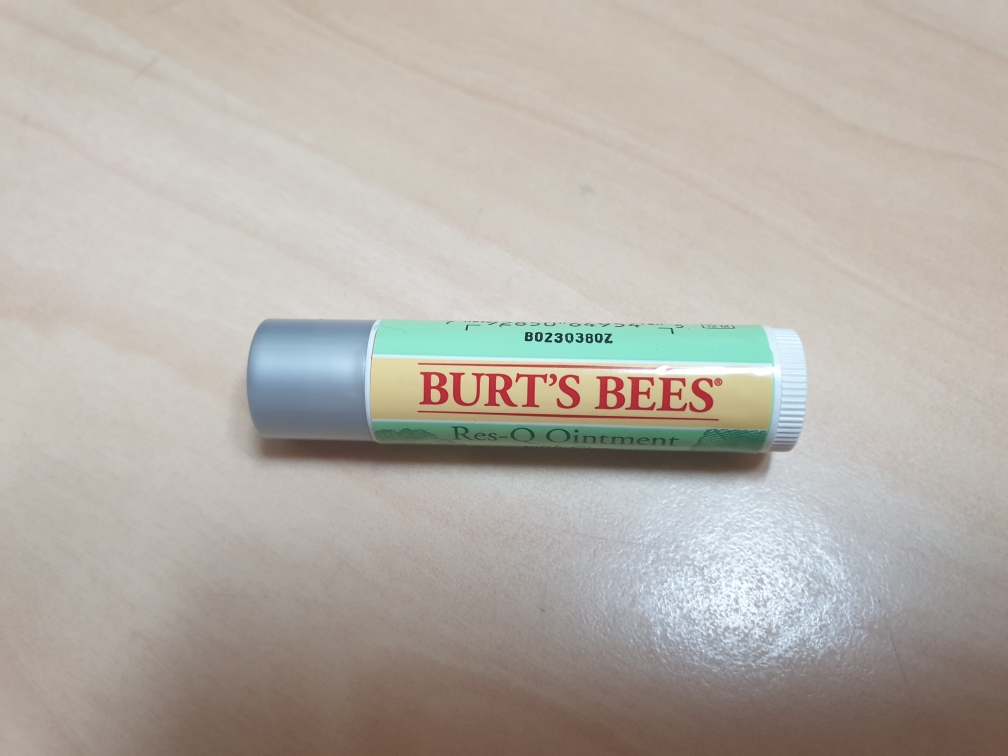 B0230380Z
BURT'S BEES®
Res-Q Ointment